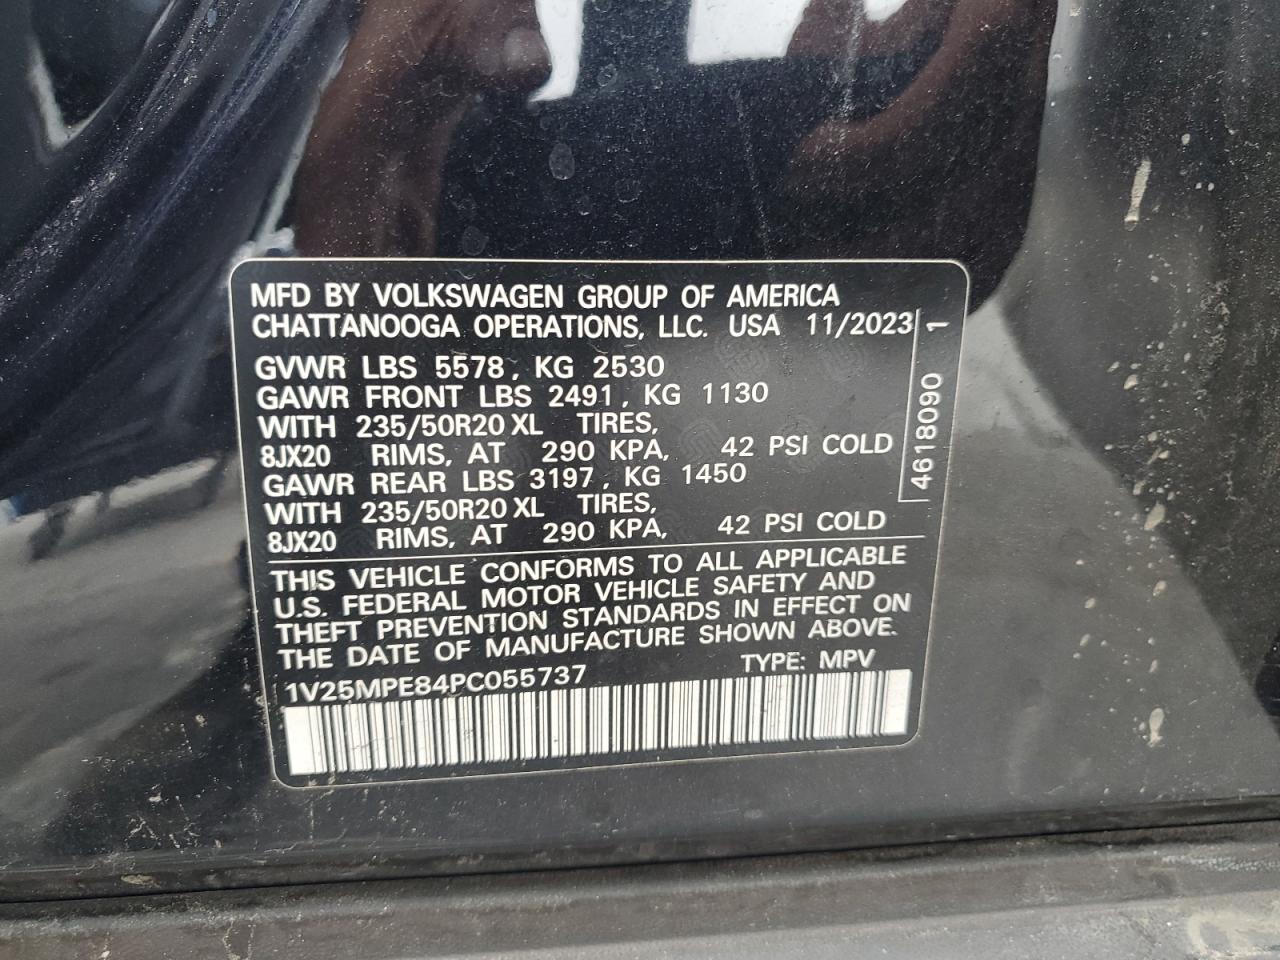 MFD BY VOLKSWAGEN GROUP OF AMERICA
CHATTANOOGA OPERATIONS, LLC. USA 11/2023
GVWR LBS 5578, KG 2530
GAWR FRONT LBS 2491, KG 1130
WITH 235/50R20 XL TIRES,
8JX20 RIMS, AT 290 KPA, 42 PSI COLD
GAWR REAR LBS 3197, KG 1450
WITH 235/50R20 XL TIRES,
8JX20 RIMS, AT 290 KPA, 42 PSI COLD
4618090 1
THIS VEHICLE CONFORMS TO ALL APPLICABLE
U.S. FEDERAL MOTOR VEHICLE SAFETY AND
THEFT PREVENTION STANDARDS IN EFFECT ON
THE DATE OF MANUFACTURE SHOWN ABOVE.
1V25MPE84PC055737 TYPE: MPV